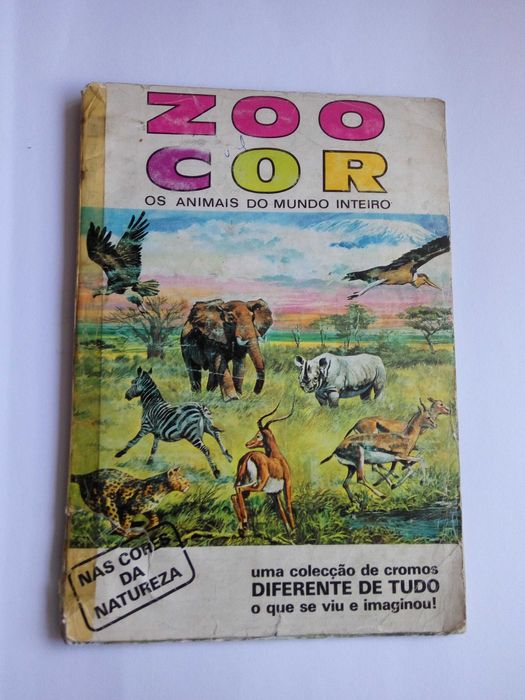 ZOO
COR
OS ANIMAIS DO MUNDO INTEIRO
NAS CORES
DA
NATUREZA
uma colecção de cromos
DIFERENTE DE TUDO
o que se viu e imaginou!